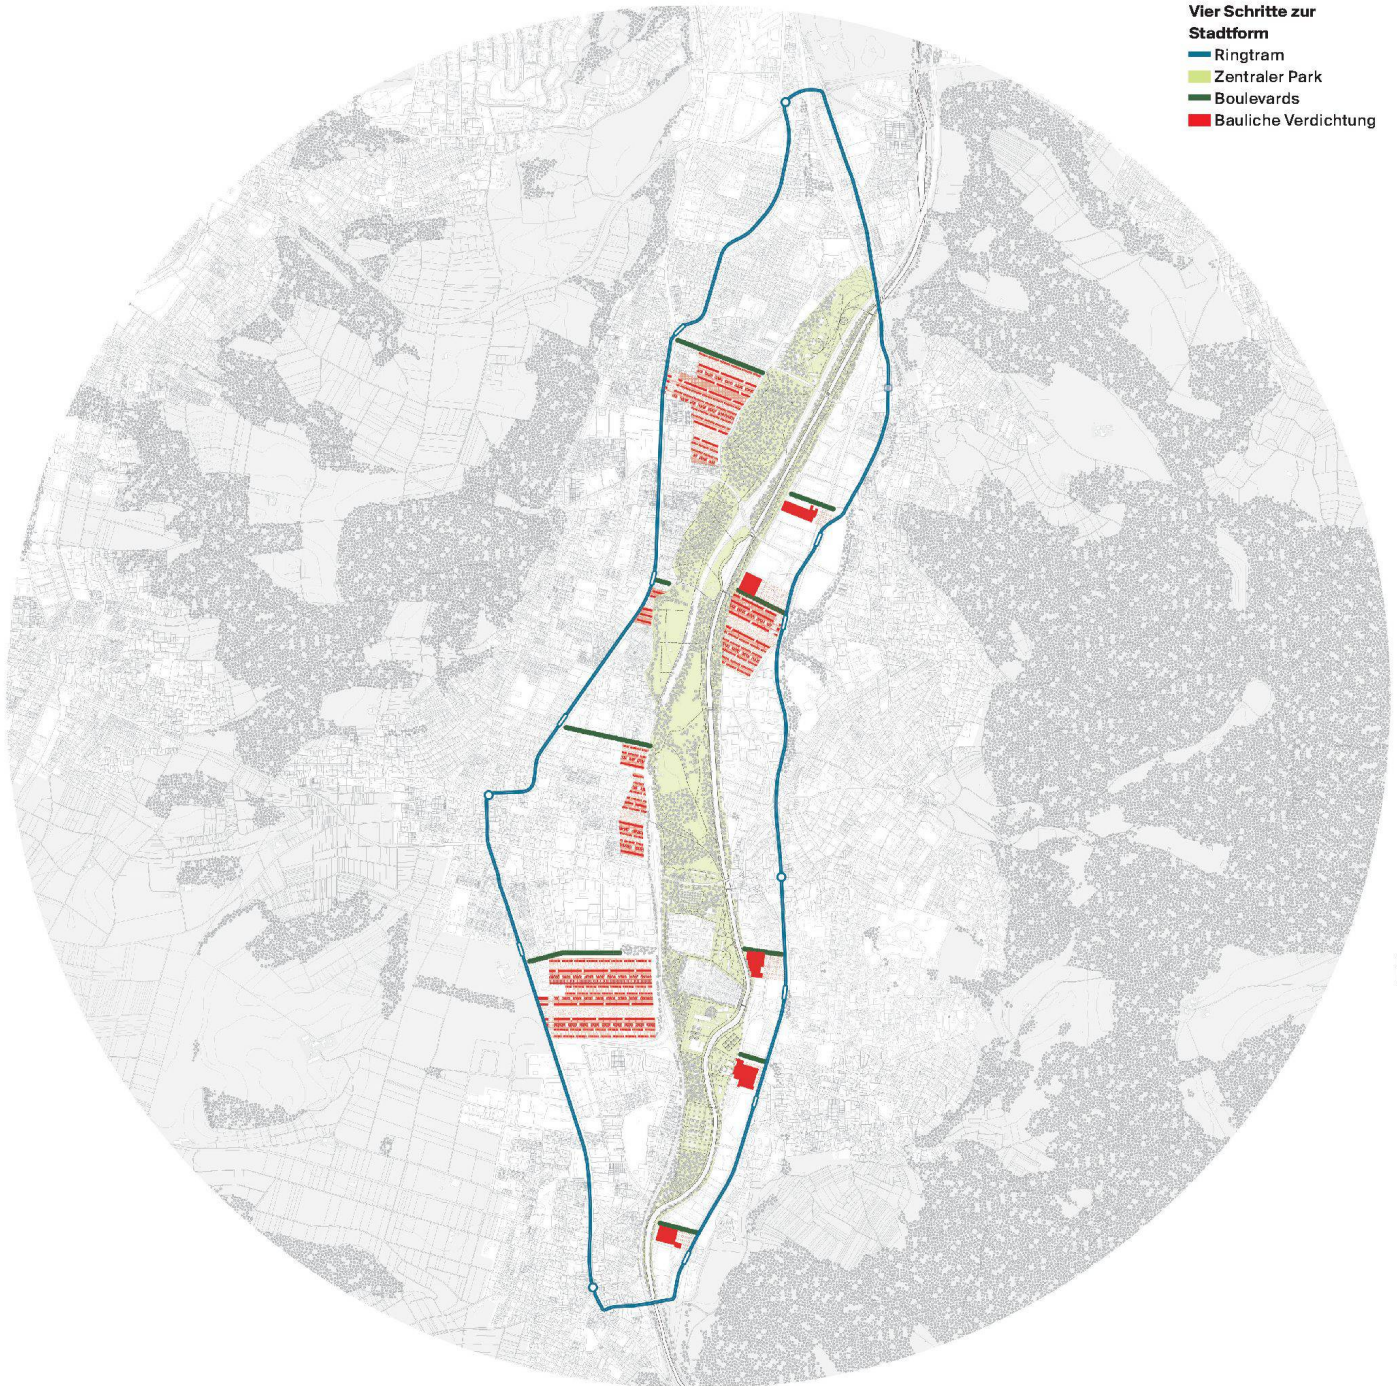 Vier Schritte zur
Stadtform
Ringtram
Zentraler Park
Boulevards
Bauliche Verdichtung